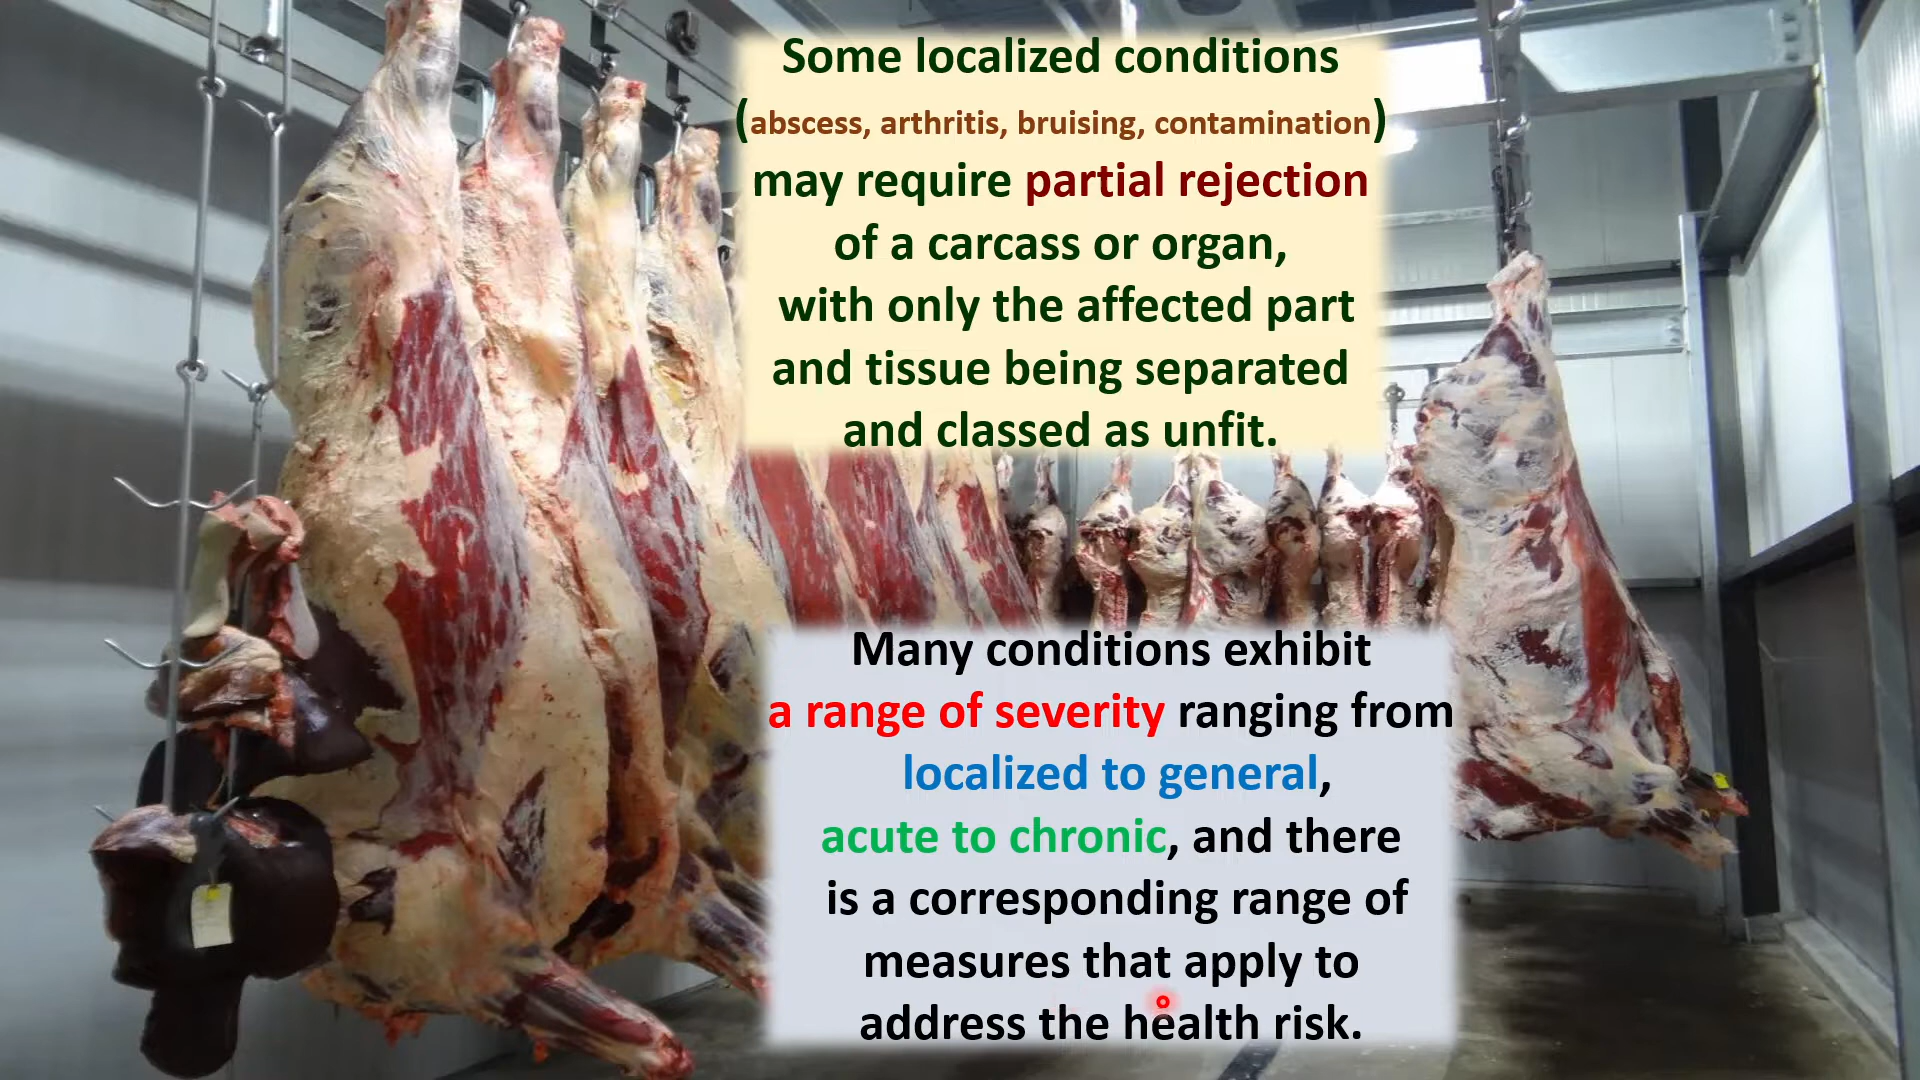 Some localized conditions
(abscess, arthritis, bruising, contamination)
may require partial rejection
of a carcass or organ,
with only the affected part
and tissue being separated
and classed as unfit.
Many conditions exhibit
a range of severity ranging from
localized to general,
acute to chronic, and there
is a corresponding range of
measures that apply to
address the health risk.